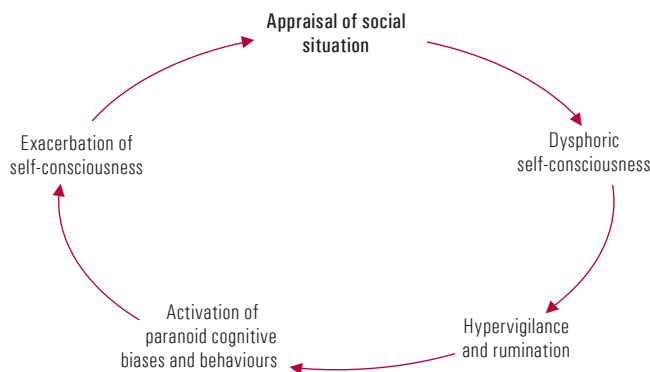 Appraisal of social
situation
Dysphoric
self-consciousness
Hypervigilance
and rumination
Activation of
paranoid cognitive
biases and behaviours
Exacerbation of
self-consciousness